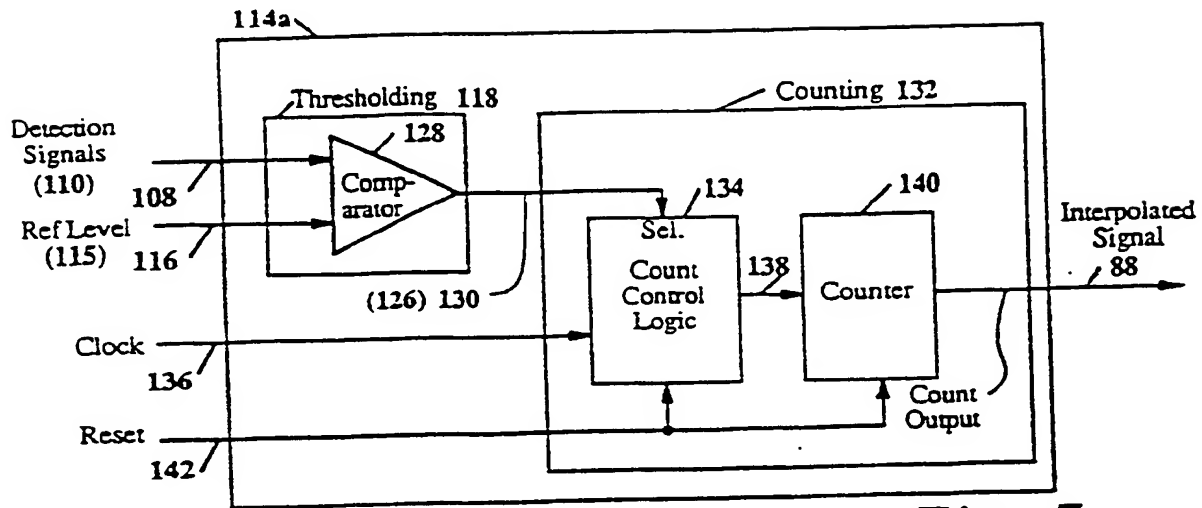 114a
Thresholding 118
Counting 132
Detection
Signals
(110)
108
128
Comp-
arator
134
140
Interpolated
Signal
88
Ref Level
(115)
116
Sel.
Count
Control
Logic
138
Counter
(126) 130
Clock
136
Count
Output
Reset
142